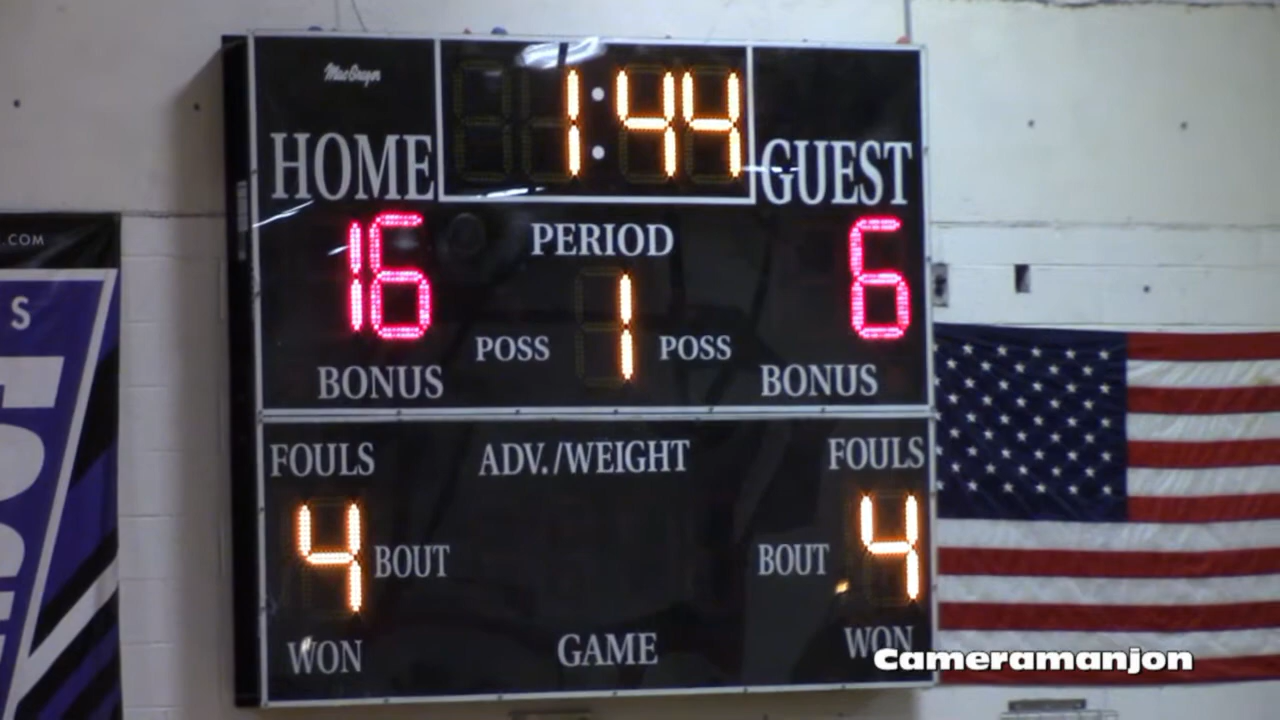 MacGregor
1:44
HOME
GUEST
16
PERIOD
6
1
POSS
POSS
BONUS
BONUS
FOULS
ADV./WEIGHT
FOULS
4
BOUT
BOUT
4
WON
GAME
WON
.COM
S
Cameramanjon